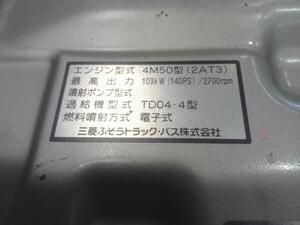 エンジン型式 4M50型(2AT3)
最高出力 103kW(140PS)/2700rpm
噴射ポンプ型式
過給機型式 TD04-4型
燃料噴射方式 電子式
三菱ふそうトラック・バス株式会社